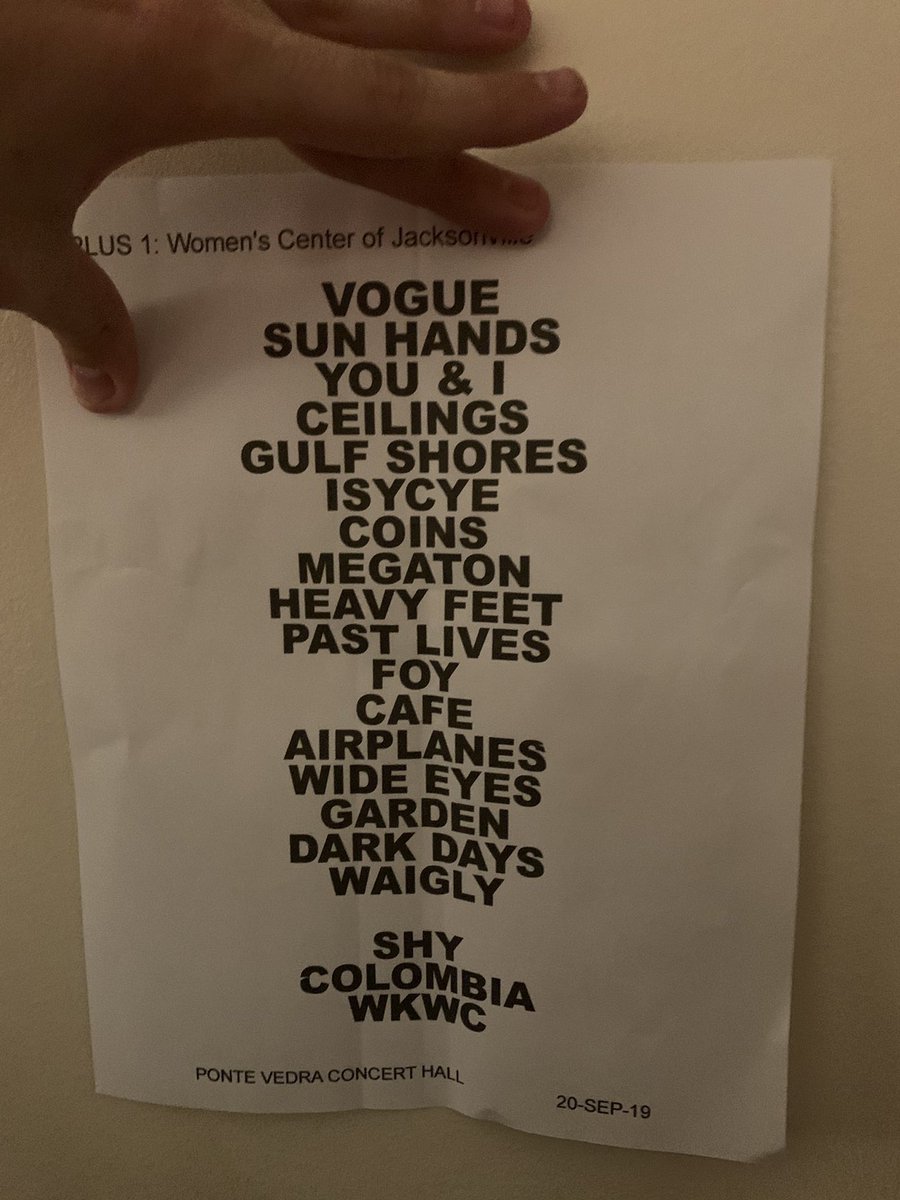 PLUS 1: Women's Center of Jacksonville
VOGUE
SUN HANDS
YOU & I
CEILINGS
GULF SHORES
ISYCYE
COINS
MEGATON
HEAVY FEET
PAST LIVES
FOY
CAFE
AIRPLANES
WIDE EYES
GARDEN
DARK DAYS
WAIGLY
SHY
COLOMBIA
WKWC
PONTE VEDRA CONCERT HALL
20-SEP-19